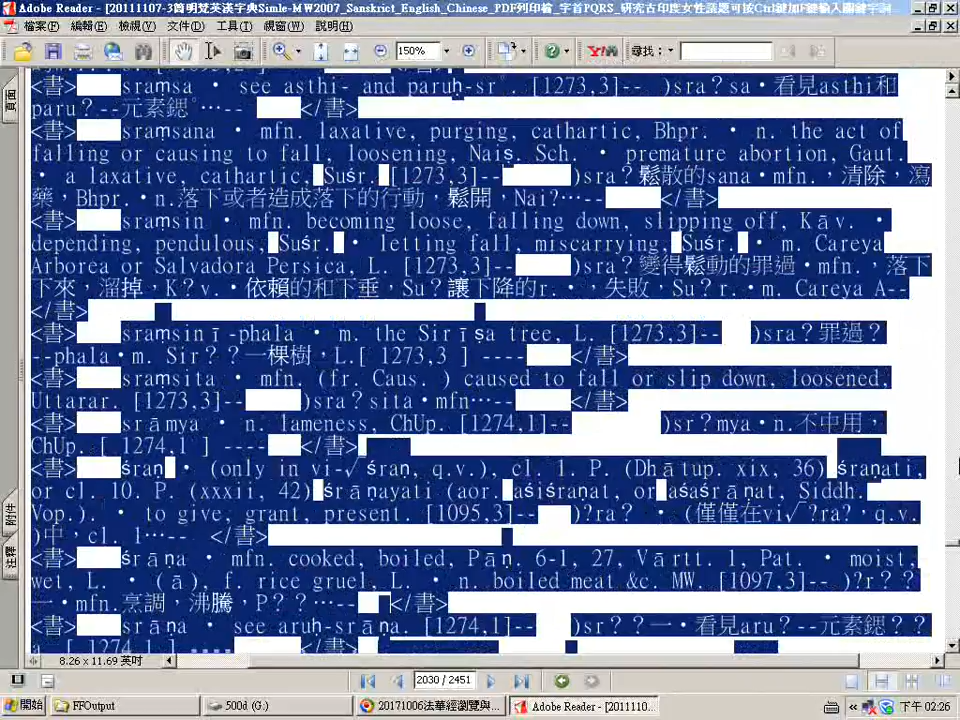 Adobe Reader - [20111107-3簡明梵英漢字典Simle-MW2007_Sanskrict_English_Chinese_PDF列印檔_字首PQRS_研究古印度女性議題可按Ctrl鍵加F鍵輸入關鍵字詞
檔案(F) 編輯(E) 檢視(V) 文件(D) 工具(T) 視窗(W) 說明(H)
150% 尋找：
頁面
<書> sraṃsa • see asthi- and paruḥ-sr°. [1273,3]-- )sra？sa•看見asthi和
paru？--元素鍶°…-- </書>
<書> sraṃsana • mfn. laxative, purging, cathartic, Bhpr. • n. the act of
falling or causing to fall, loosening, Naiṣ. Sch. • premature abortion, Gaut.
• a laxative, cathartic, Suśr. [1273,3]-- )sra？鬆散的sana•mfn.，清除，瀉
藥，Bhpr.•n.落下或者造成落下的行動，鬆開，Nai?…-- </書>
<書> sraṃsin • mfn. becoming loose, falling down, slipping off, Kāv. •
depending, pendulous, Suśr. • letting fall, miscarrying, Suśr. • m. Careya
Arborea or Salvadora Persica, L. [1273,3]-- )sra？變得鬆動的罪過•mfn.，落下
下來，溜掉，K？v.•依賴的和下垂，Su？讓下降的r.•，失敗，Su？r.•m. Careya A--
</書>
<書> sraṃsinī-phala • m. the Sirīṣa tree, L. [1273,3]-- )sra？罪過？
--phala•m. Sir？？一棵樹，L.[ 1273,3 ] ---- </書>
<書> sraṃsita • mfn. (fr. Caus. ) caused to fall or slip down, loosened,
Uttarar. [1273,3]-- )sra？sita•mfn…-- </書>
<書> srāmya • n. lameness, ChUp. [1274,1]-- )sr？mya•n.不中用，
ChUp.[ 1274,1 ] ---- </書>
<書> śraṇ • (only in vi-√ śraṇ, q.v.), cl. 1. P. (Dhātup. xix, 36) śraṇati,
or cl. 10. P. (xxxii, 42) śrāṇayati (aor. aśiśraṇat, or aśaśrāṇat, Siddh.
Vop.). • to give, grant, present. [1095,3]-- )?ra？ •(僅僅在vi√？ra?，q.v.
)中，cl. 1…-- </書>
<書> śrāṇa • mfn. cooked, boiled, Pāṇ. 6-1, 27, Vārtt. 1, Pat. • moist,
wet, L. • (ā), f. rice gruel, L. • n. boiled meat &c. MW. [1097,3]-- )?r？？
一•mfn.烹調，沸騰，P？？…-- </書>
<書> srāṇa • see aruḥ-srāṇa. [1274,1]-- )sr？？一•看見aru？--元素鍶？？
a.[ 1274,1 ] ---- </書>
附件
注釋
8.26 x 11.69 英吋
2030 / 2451
開始 FFOutput 500d (G:) 20171006法華經瀏覽與... Adobe Reader - [2011110... 下午 02:26